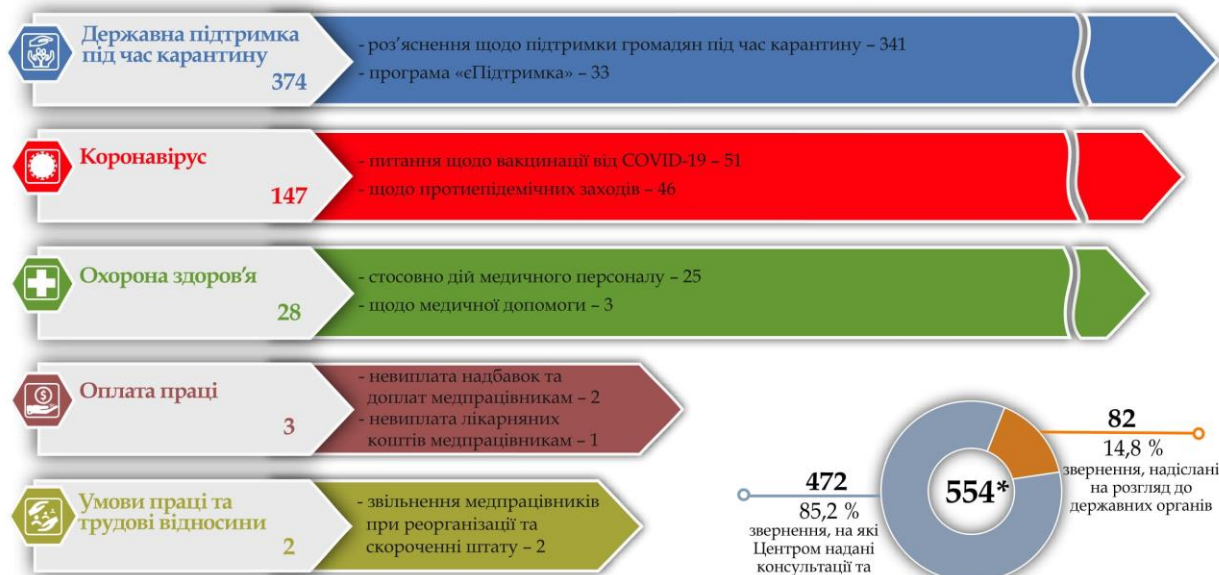 Державна підтримка
під час карантину
374
- роз’яснення щодо підтримки громадян під час карантину – 341
- програма «єПідтримка» – 33
Коронавірус
147
- питання щодо вакцинації від COVID-19 – 51
- щодо протиепідемічних заходів – 46
Охорона здоров'я
28
- стосовно дій медичного персоналу – 25
- щодо медичної допомоги – 3
Оплата праці
3
- невиплата надбавок та
доплат медпрацівникам – 2
- невиплата лікарняних
коштів медпрацівникам – 1
Умови праці та
трудові відносини
2
- звільнення медпрацівників
при реорганізації та
скороченні штату – 2
472
85,2 %
звернення, на які
Центром надані
консультації та
554*
82
14,8 %
звернення, надіслані
на розгляд до
державних органів